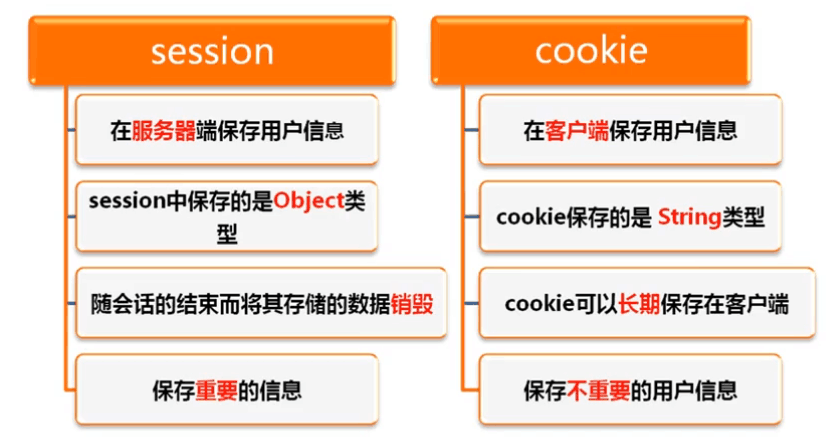 session
在服务器端保存用户信息
session中保存的是Object类
型
随会话的结束而将其存储的数据销毁
保存重要的信息
cookie
在客户端保存用户信息
cookie保存的是 String类型
cookie可以长期保存在客户端
保存不重要的用户信息